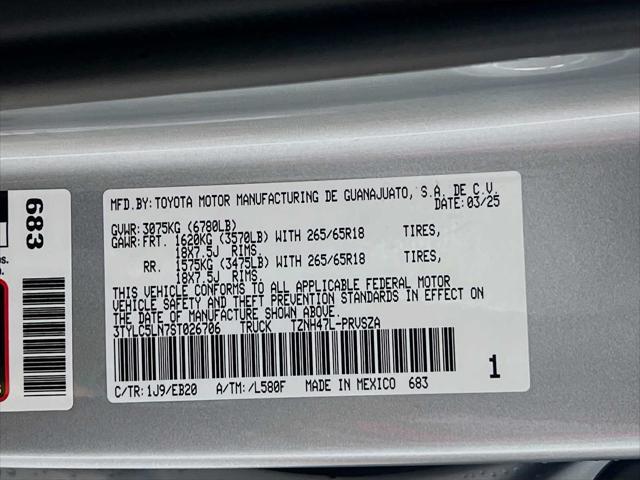 MFD.BY:TOYOTA MOTOR MANUFACTURING DE GUANAJUATO, S.A. DE C.V.
DATE:03/25
GVWR:3075KG (6780LB)
GAWR:FRT. 1620KG (3570LB) WITH 265/65R18 TIRES,
18X7.5J RIMS.
RR. 1575KG (3475LB) WITH 265/65R18 TIRES,
18X7.5J RIMS.
THIS VEHICLE CONFORMS TO ALL APPLICABLE FEDERAL MOTOR
VEHICLE SAFETY AND THEFT PREVENTION STANDARDS IN EFFECT ON
THE DATE OF MANUFACTURE SHOWN ABOVE.
3TYLC5LN7ST026706 TRUCK TZNH47L-PRVSZA
C/TR:1J9/EB20 A/TM:/L580F MADE IN MEXICO 683
1
683